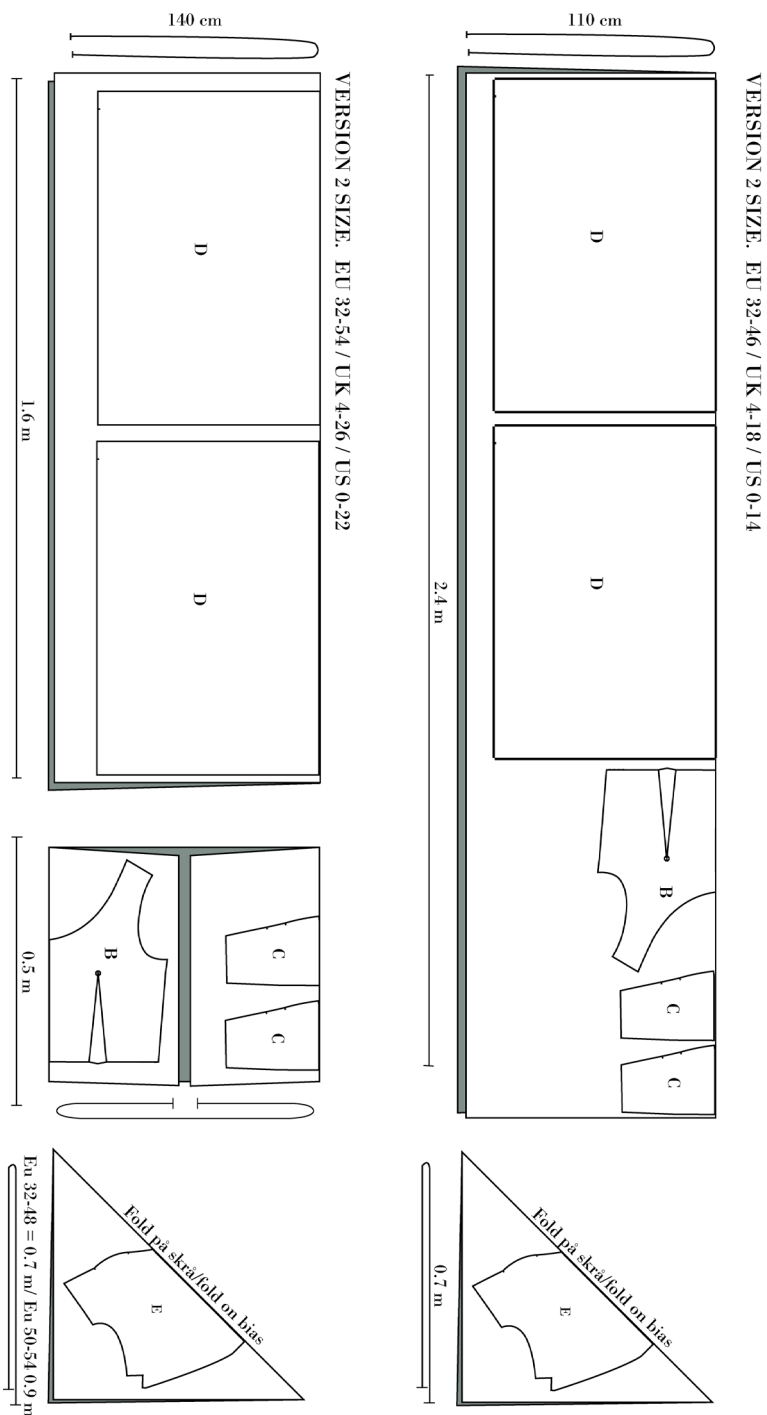 140 cm
110 cm
VERSION 2 SIZE. EU 32-46 / UK 4-18 / US 0-14
D
D
B
C
C
2.4 m
Fold på skrå/fold on bias
E
0.7 m
VERSION 2 SIZE. EU 32-54 / UK 4-26 / US 0-22
D
D
1.6 m
B
C
C
0.5 m
Fold på skrå/fold on bias
E
Eu 32-48 = 0.7 m/ Eu 50-54 0.9 m